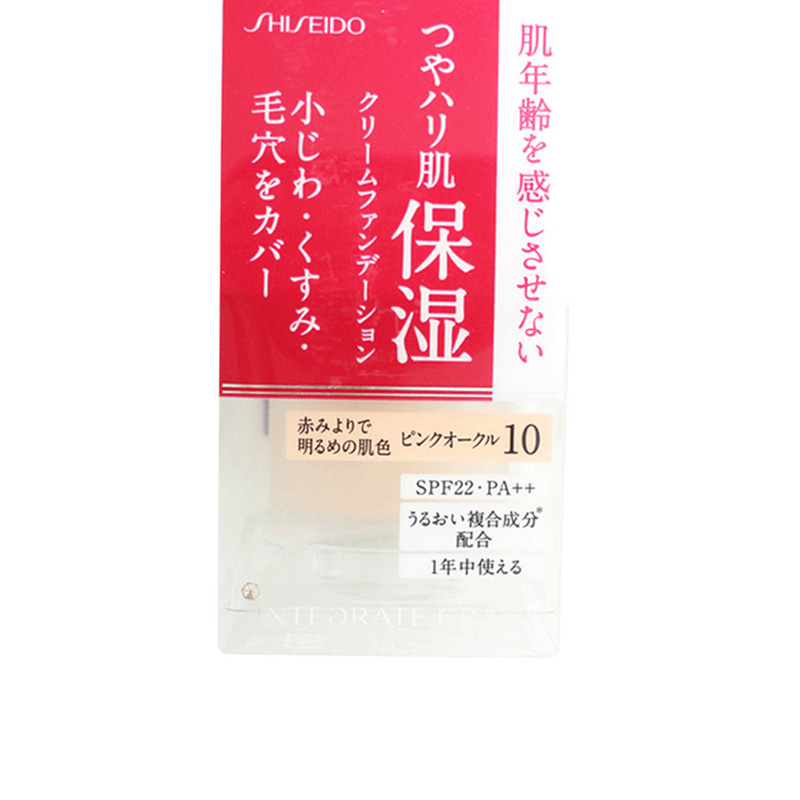 SHISEIDO
肌年齢を感じさせない
つやハリ肌
保湿
クリームファンデーション
小じわ・くすみ・
毛穴をカバー
赤みよりで
明るめの肌色
ピンクオークル10
SPF22・PA++
うるおい複合成分*
配合
1年中使える
INTEGRATE